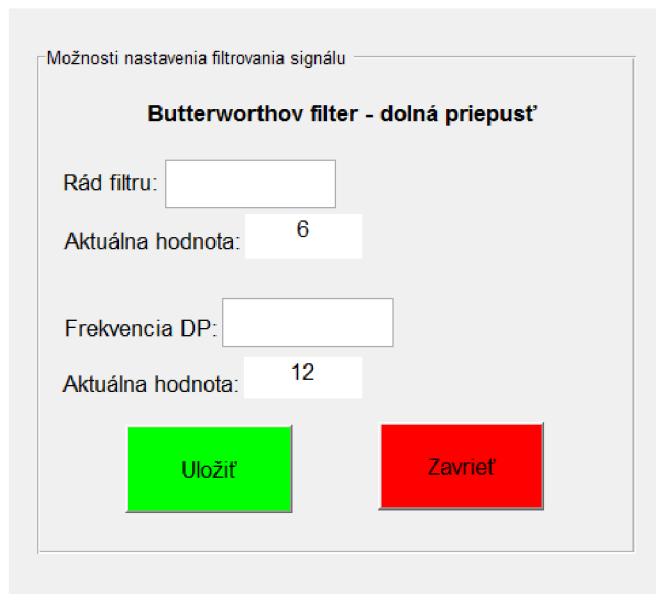 Možnosti nastavenia filtrovania signálu
Butterworthov filter - dolná priepusť
Rád filtru:
Aktuálna hodnota: 6
Frekvencia DP:
Aktuálna hodnota: 12
Uložiť Zavrieť